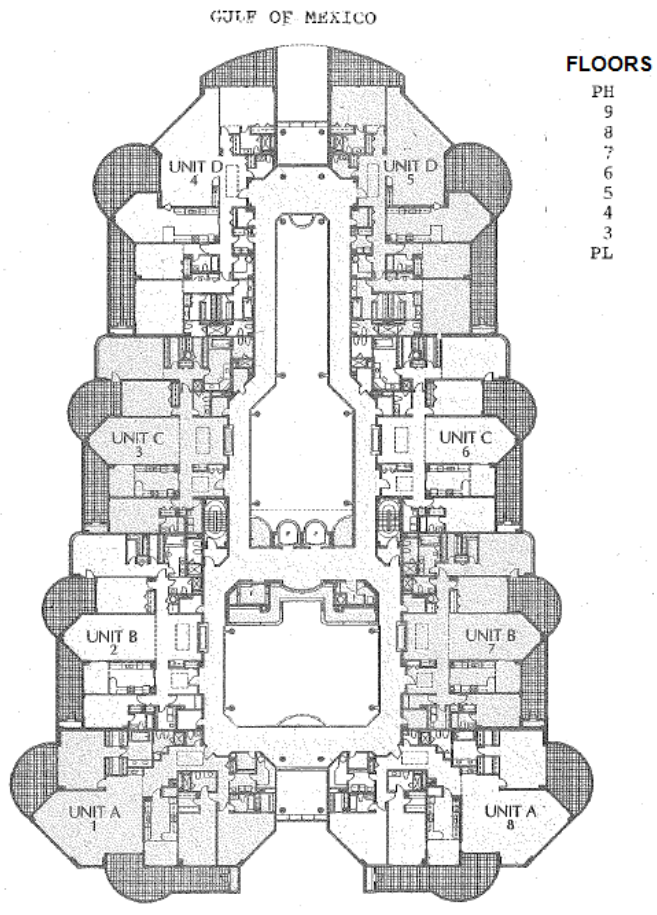 GULF OF MEXICO
FLOORS
PH
9
8
7
6
5
4
3
PL
UNIT D
4
UNIT D
5
UNIT C
3
UNIT C
6
UNIT B
2
UNIT B
7
UNIT A
1
UNIT A
8